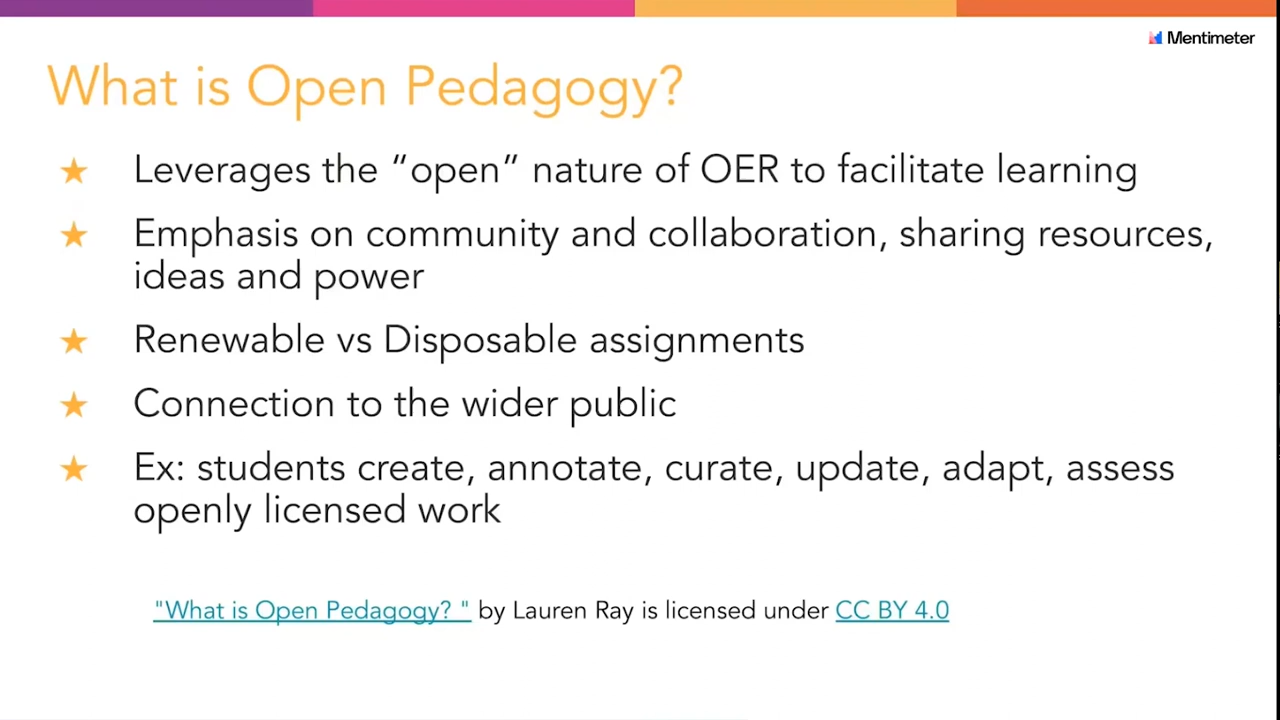 Mentimeter
What is Open Pedagogy?
★ Leverages the “open” nature of OER to facilitate learning
★ Emphasis on community and collaboration, sharing resources,
ideas and power
★ Renewable vs Disposable assignments
★ Connection to the wider public
★ Ex: students create, annotate, curate, update, adapt, assess
openly licensed work
"What is Open Pedagogy? " by Lauren Ray is licensed under CC BY 4.0